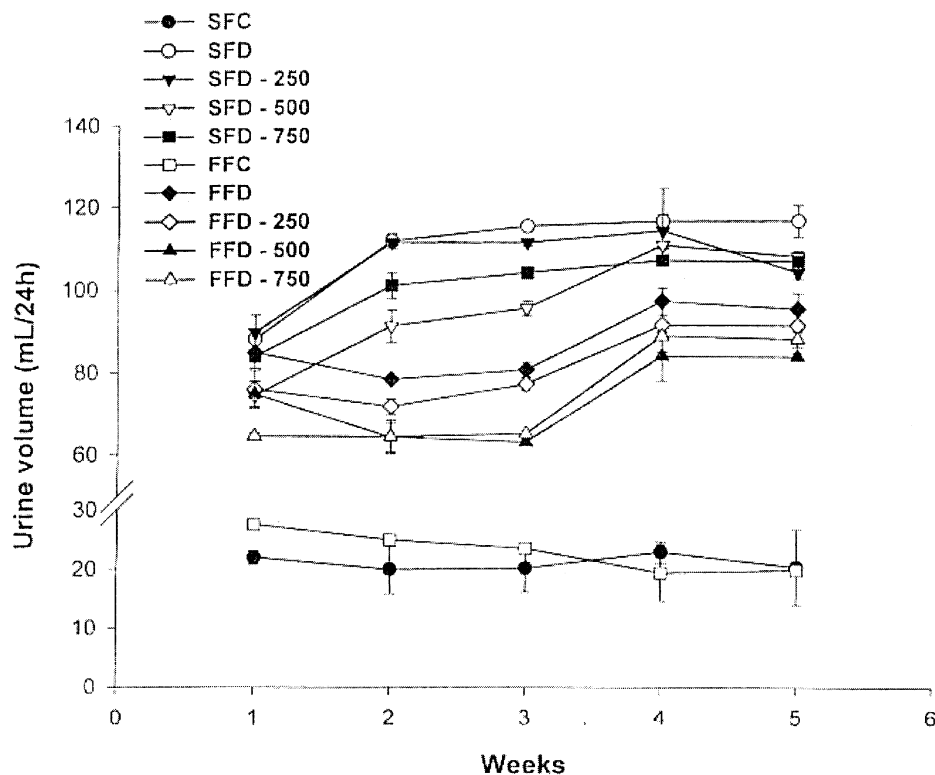 SFC
SFD
SFD - 250
SFD - 500
SFD - 750
FFC
FFD
FFD - 250
FFD - 500
FFD - 750
140
120
100
80
60
30
20
0
Urine volume (mL/24h)
0 1 2 3 4 5 6
Weeks